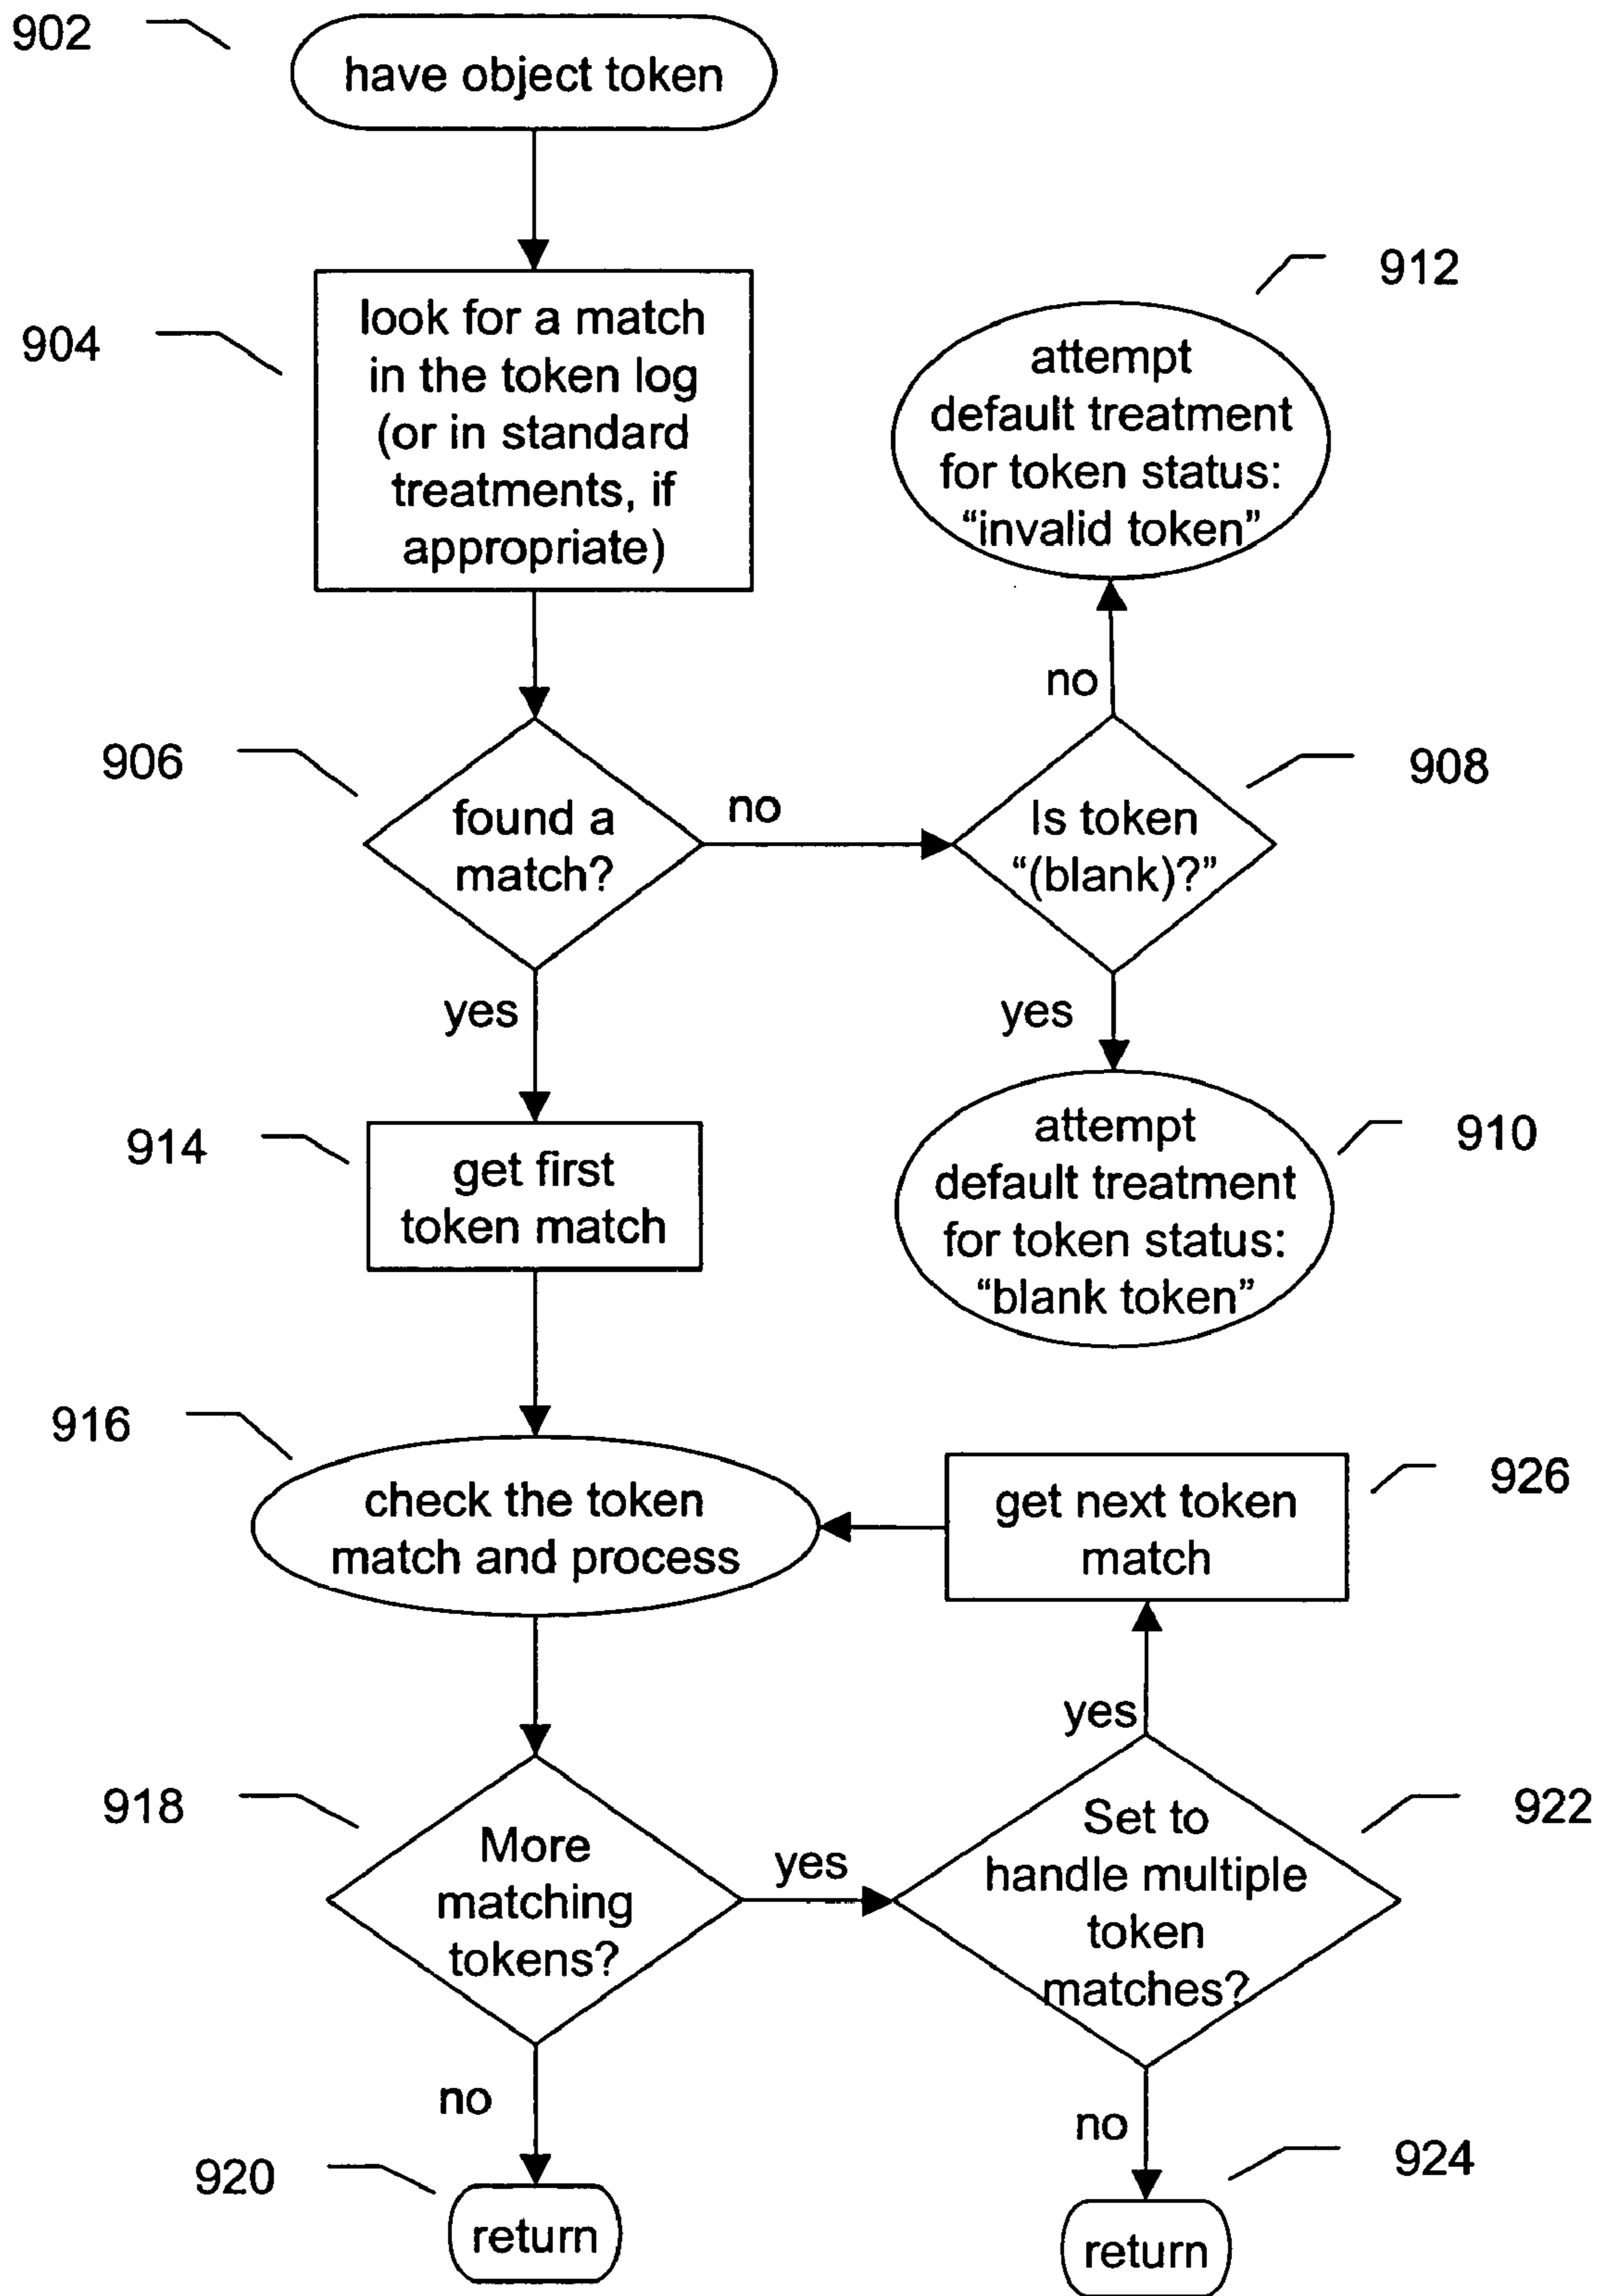 902
have object token
904
look for a match
in the token log
(or in standard
treatments, if
appropriate)
912
attempt
default treatment
for token status:
“invalid token”
no
906
found a
match?
no
908
Is token
“(blank)?”
yes
yes
914
get first
token match
910
attempt
default treatment
for token status:
“blank token”
916
check the token
match and process
926
get next token
match
yes
918
More
matching
tokens?
yes
922
Set to
handle multiple
token
matches?
no
no
920
return
924
return